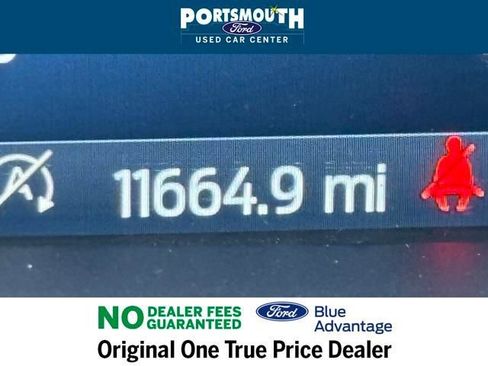 PORTSMOUTH
Ford
USED CAR CENTER
A
11664.9 mi
NO DEALER FEES GUARANTEED
Ford Blue Advantage
Original One True Price Dealer